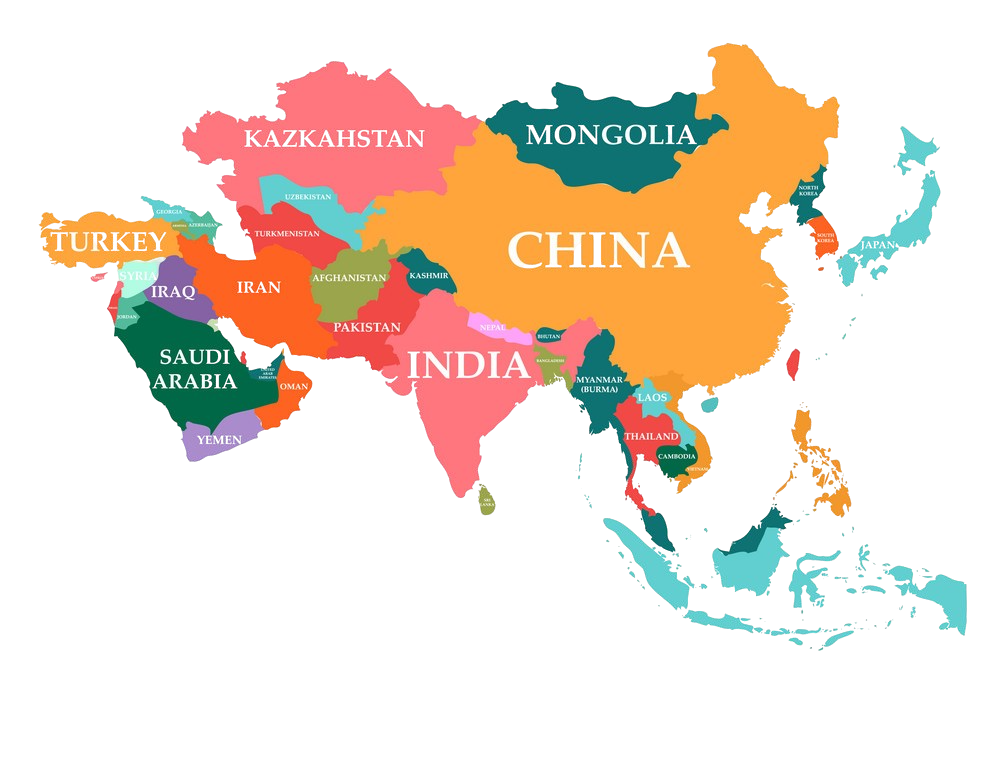 KAZKAHSTAN
MONGOLIA
UZBEKISTAN
GEORGIA
AZERBAIJAN
NORTH
KOREA
SOUTH
KOREA
JAPAN
TURKEY
TURKMENISTAN
CHINA
SYRIA
IRAQ
IRAN
AFGHANISTAN
KASHMIR
JORDAN
PAKISTAN
NEPAL
BHUTAN
SAUDI
ARABIA
UNITED
ARAB
EMIRATES
OMAN
INDIA
BANGLADESH
MYANMAR
(BURMA)
LAOS
YEMEN
THAILAND
CAMBODIA
VIETNAM
SRI
LANKA